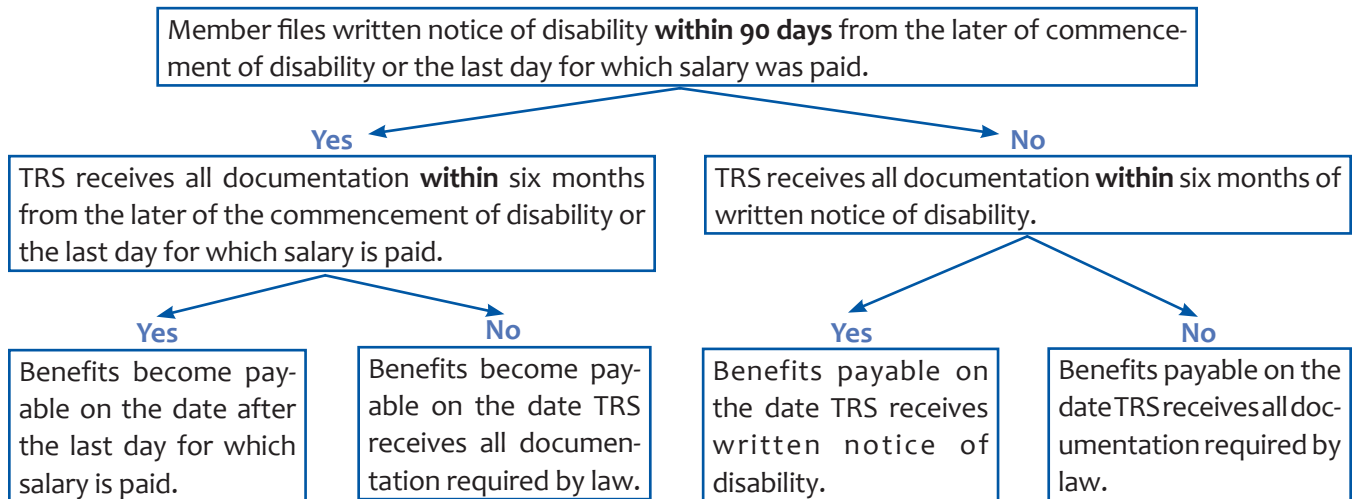 Member files written notice of disability within 90 days from the later of commence-
ment of disability or the last day for which salary was paid.
Yes
No
TRS receives all documentation within six months
from the later of the commencement of disability or
the last day for which salary is paid.
TRS receives all documentation within six months of
written notice of disability.
Yes
No
Yes
No
Benefits become pay-
able on the date after
the last day for which
salary is paid.
Benefits become pay-
able on the date TRS
receives all documen-
tation required by law.
Benefits payable on
the date TRS receives
written notice of
disability.
Benefits payable on the
date TRS receives all doc-
umentation required by
law.